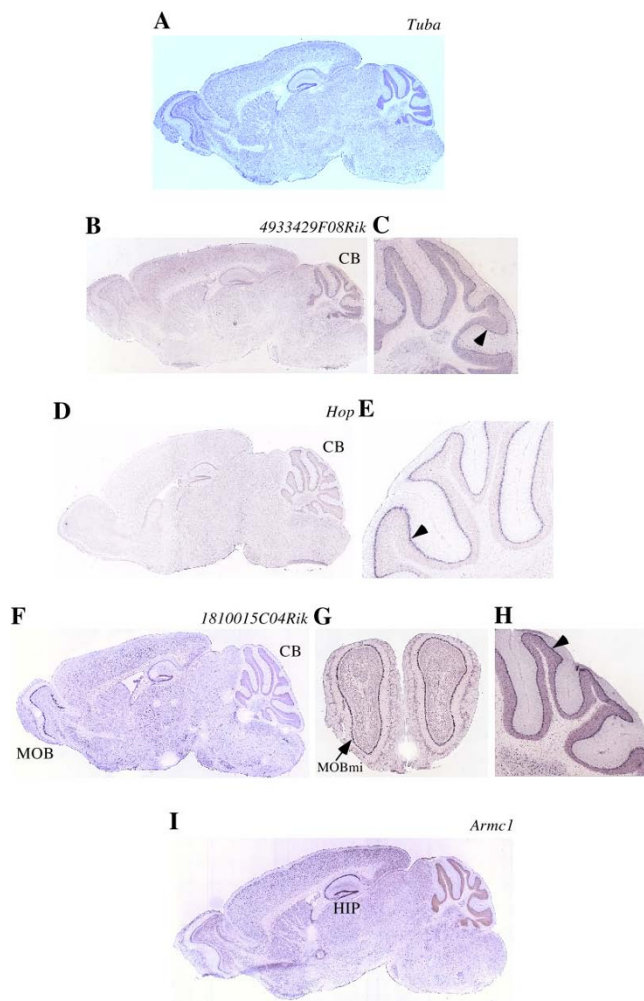 A
Tuba
B
4933429F08Rik
C
CB
D
Hop
E
CB
F
1810015C04Rik
G
H
CB
MOB
MOBmi
I
Armc1
HIP